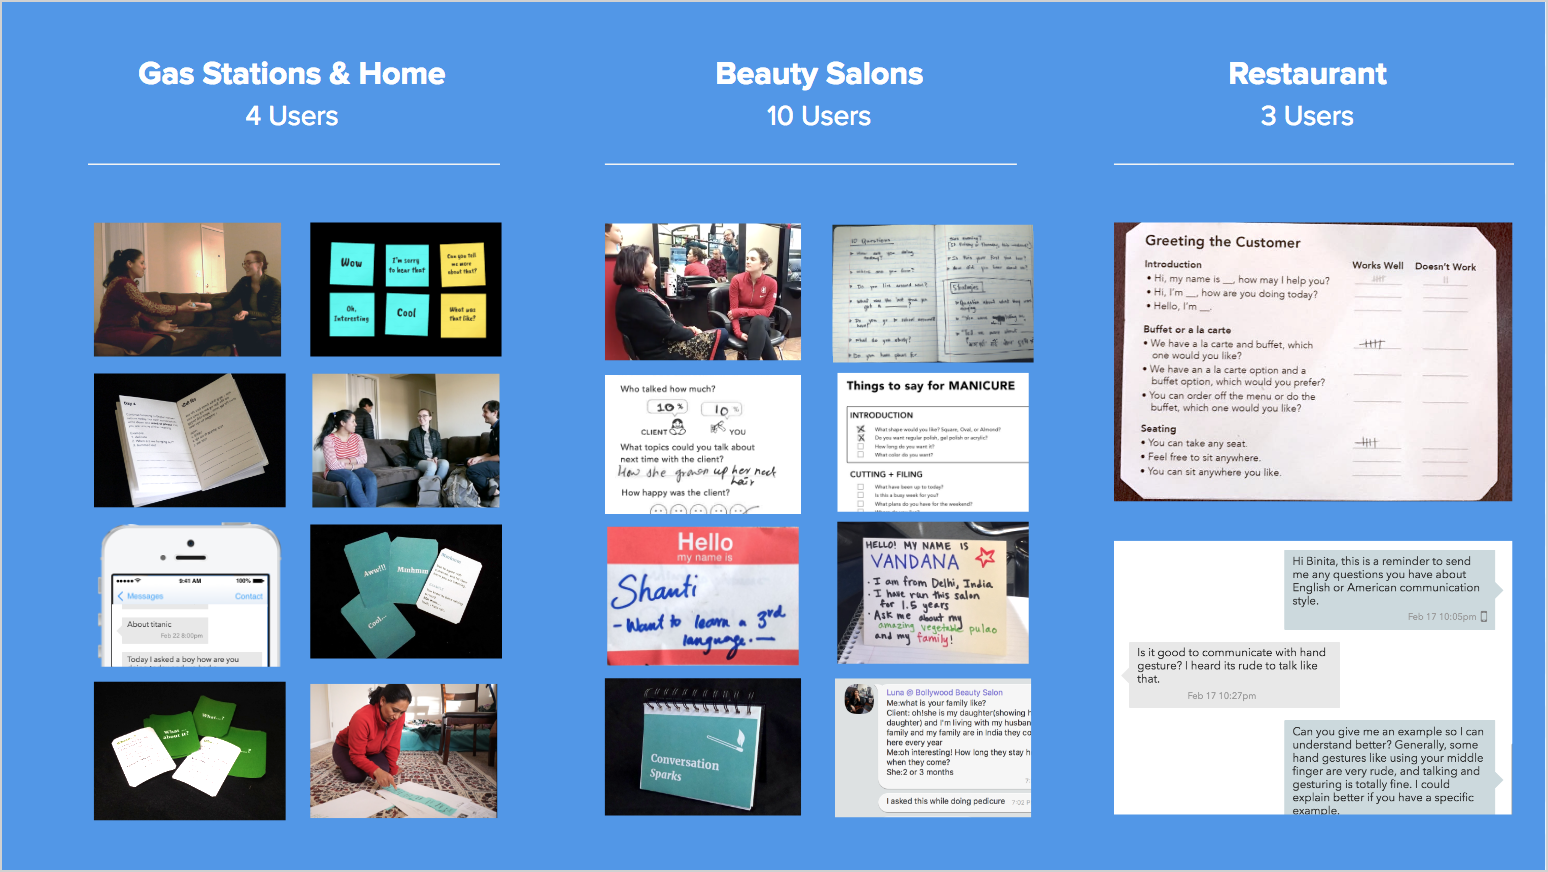 Gas Stations & Home
4 Users
Beauty Salons
10 Users
Restaurant
3 Users
Wow
I'm sorry
to hear that
Can you tell
me more
about that?
Oh,
Interesting
Cool
What was
that like?
Day 4
9:41 AM
100%
Messages
Contact
About titanic
Feb 22 8:00pm
Today I asked a boy how are you
Aww!!!
Cool...
What...?
What
about it?
10 Questions
Strategies
Who talked how much?
10 %
10 %
CLIENT
YOU
What topics could you talk about
next time with the client?
How she grown up her neck
hair
How happy was the client?
Things to say for MANICURE
INTRODUCTION
What shape would you like? Square, Oval, or Almond?
Do you want regular polish, gel polish or acrylic?
How long do you want it?
What color do you want?
CUTTING + FILING
What have been up to today?
Is this a busy week for you?
What plans do you have for the weekend?
Hello
my name is
Shanti
- Want to learn a 3rd
language.
HELLO! MY NAME IS
VANDANA
• I am from Delhi, India
• I have run this salon
for 1.5 years
• Ask me about my
amazing vegetable pulao
and my family!
Conversation
Sparks
Luna @ Bollywood Beauty Salon
Me:what is your family like?
Client: oh!she is my daughter(showing h
daughter) and I'm living with my husban
family and my family are in India they co
here every year
Me:oh interesting! How long they stay h
when they come?
She:2 or 3 months
I asked this while doing pedicure
7:02 P
Greeting the Customer
Introduction
Works Well
Doesn't Work
• Hi, my name is __, how may I help you?
• Hi, I'm __, how are you doing today?
• Hello, I'm __.
Buffet or a la carte
• We have a la carte and buffet, which
one would you like?
• We have an a la carte option and a
buffet option, which would you prefer?
• You can order off the menu or do the
buffet, which one would you like?
Seating
• You can take any seat.
• Feel free to sit anywhere.
• You can sit anywhere you like.
Hi Binita, this is a reminder to send
me any questions you have about
English or American communication
style.
Feb 17 10:05pm
Is it good to communicate with hand
gesture? I heard its rude to talk like
that.
Feb 17 10:27pm
Can you give me an example so I can
understand better? Generally, some
hand gestures like using your middle
finger are very rude, and talking and
gesturing is totally fine. I could
explain better if you have a specific
example.